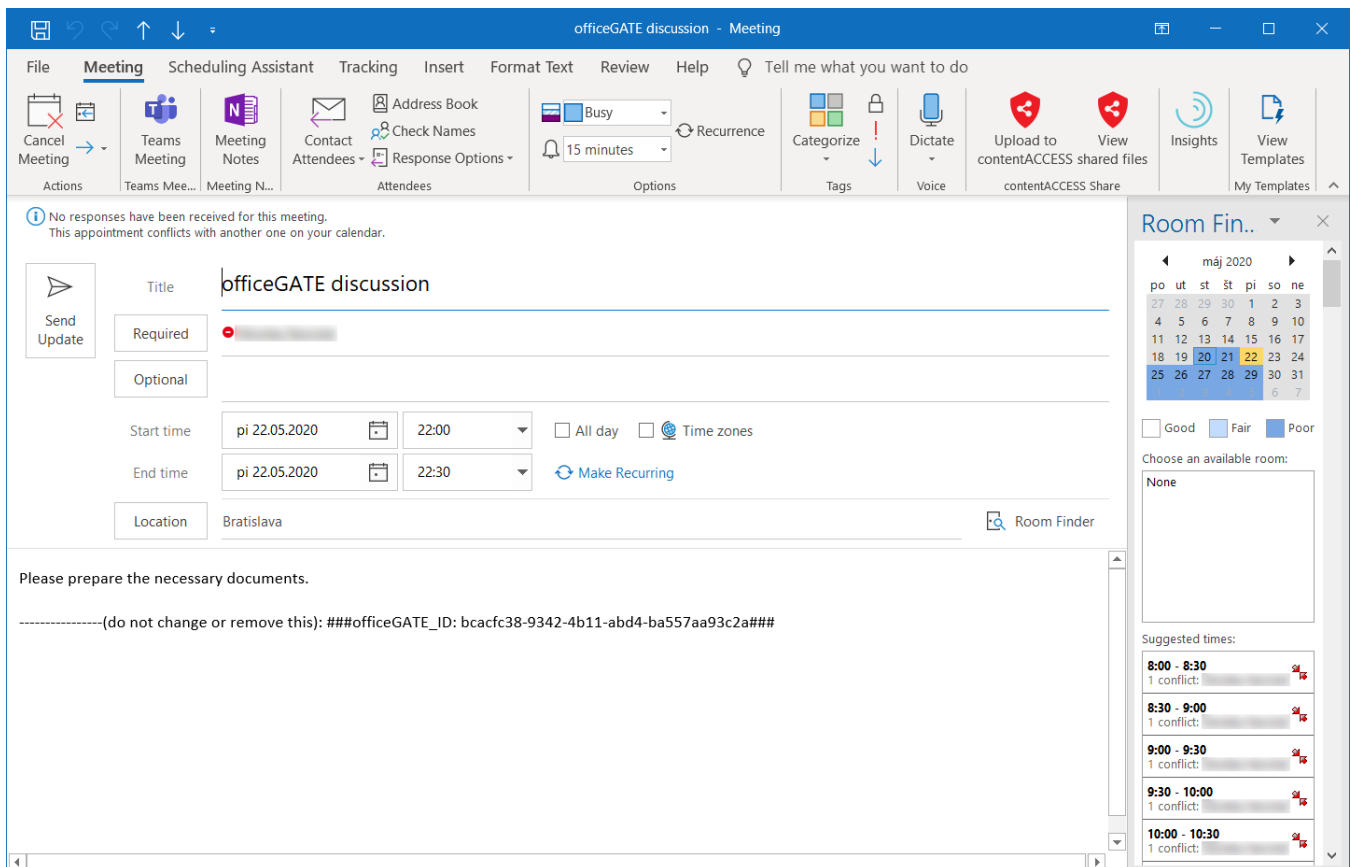 officeGATE discussion - Meeting
File Meeting Scheduling Assistant Tracking Insert Format Text Review Help Tell me what you want to do
Cancel Meeting
Actions
Teams Meeting
Teams Mee...
Meeting Notes
Meeting N...
Contact Attendees
Address Book
Check Names
Response Options
Attendees
Busy
15 minutes
Recurrence
Options
Categorize
Tags
Dictate
Voice
Upload to contentACCESS
View shared files
contentACCESS Share
Insights
View Templates
My Templates
No responses have been received for this meeting.
This appointment conflicts with another one on your calendar.
Send Update
Title officeGATE discussion
Required
Optional
Start time pi 22.05.2020 22:00 All day Time zones
End time pi 22.05.2020 22:30 Make Recurring
Location Bratislava Room Finder
Please prepare the necessary documents.
----------------(do not change or remove this): ###officeGATE_ID: bcacfc38-9342-4b11-abd4-ba557aa93c2a###
Room Fin..
máj 2020
po ut st št pi so ne
27 28 29 30 1 2 3
4 5 6 7 8 9 10
11 12 13 14 15 16 17
18 19 20 21 22 23 24
25 26 27 28 29 30 31
1 2 3 4 5 6 7
Good Fair Poor
Choose an available room:
None
Suggested times:
8:00 - 8:30
1 conflict:
8:30 - 9:00
1 conflict:
9:00 - 9:30
1 conflict:
9:30 - 10:00
1 conflict:
10:00 - 10:30
1 conflict: